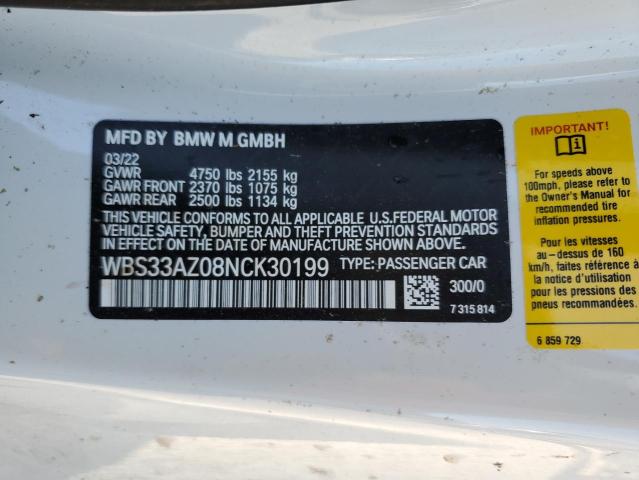 MFD BY BMW M GMBH
03/22
GVWR 4750 lbs 2155 kg
GAWR FRONT 2370 lbs 1075 kg
GAWR REAR 2500 lbs 1134 kg
THIS VEHICLE CONFORMS TO ALL APPLICABLE U.S.FEDERAL MOTOR
VEHICLE SAFETY, BUMPER AND THEFT PREVENTION STANDARDS
IN EFFECT ON THE DATE OF MANUFACTURE SHOWN ABOVE.
WBS33AZ08NCK30199 TYPE: PASSENGER CAR
300/0
7 315 814
IMPORTANT!
For speeds above
100mph, please refer to
the Owner's Manual for
recommended tire
inflation pressures.
Pour les vitesses
au-dessus de 160
km/h, faites référence à
la notice d'utilisation
pour les pressions des
pneus recommandées.
6 859 729